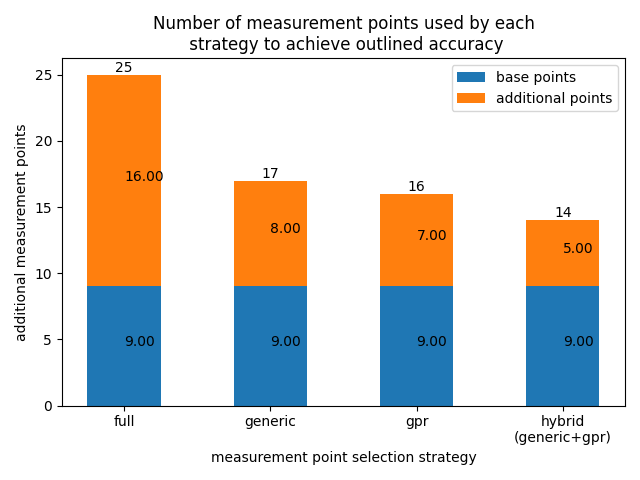 Number of measurement points used by each
strategy to achieve outlined accuracy
base points
additional points
25
20
15
10
5
0
additional measurement points
25
17
16
14
16.00
8.00
7.00
5.00
9.00
9.00
9.00
9.00
full
generic
gpr
hybrid
(generic+gpr)
measurement point selection strategy